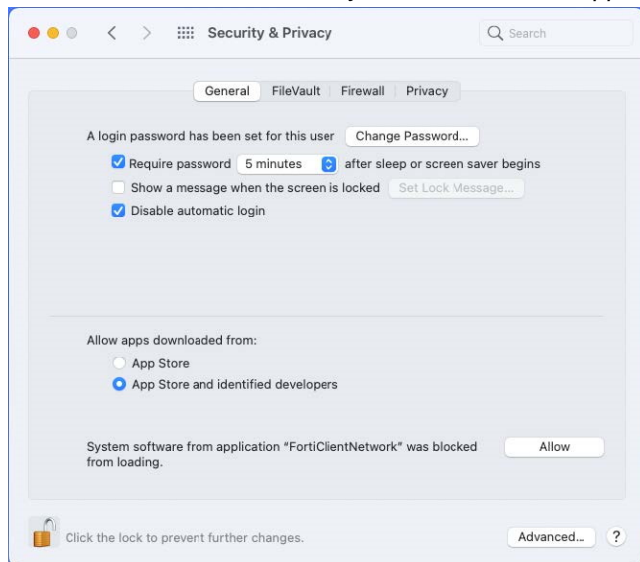 Security & Privacy
Search
General FileVault Firewall Privacy
A login password has been set for this user Change Password...
Require password 5 minutes after sleep or screen saver begins
Show a message when the screen is locked Set Lock Message...
Disable automatic login
Allow apps downloaded from:
App Store
App Store and identified developers
System software from application “FortiClientNetwork” was blocked Allow
from loading.
Click the lock to prevent further changes. Advanced... ?